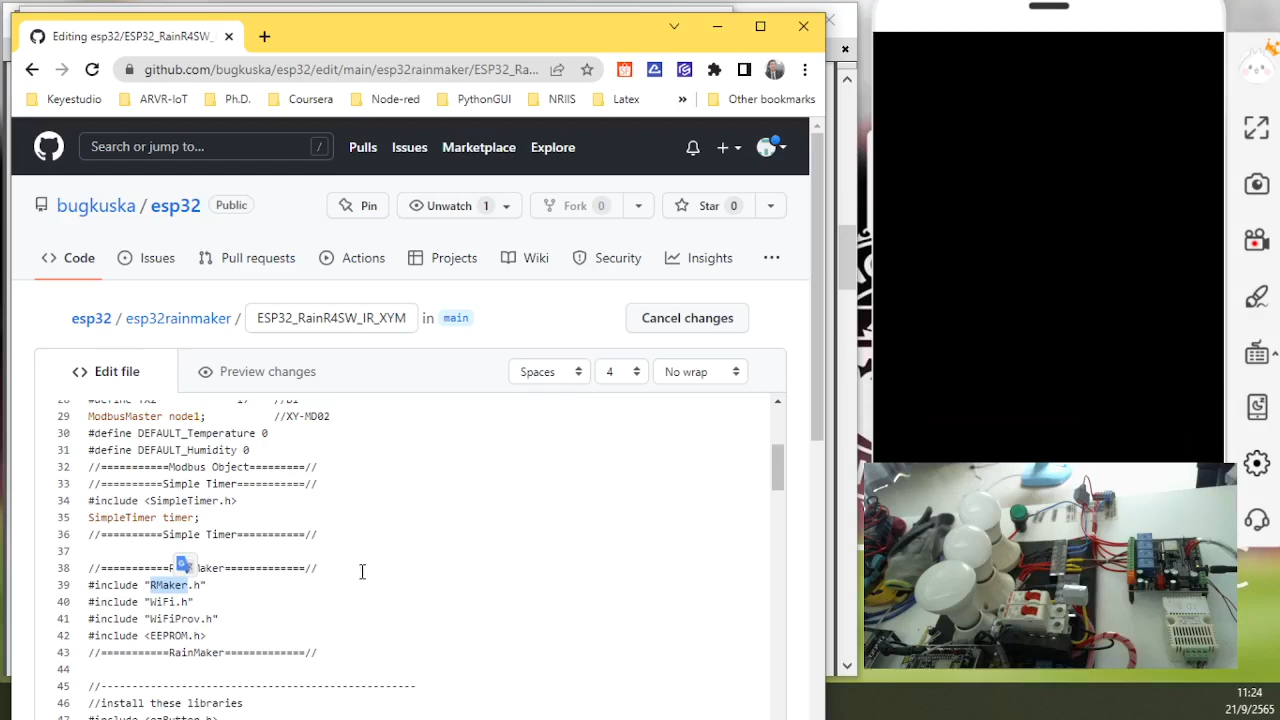 Editing esp32/ESP32_RainR4SW_
github.com/bugkuska/esp32/edit/main/esp32rainmaker/ESP32_Ra...
Keyestudio
ARVR-IoT
Ph.D.
Coursera
Node-red
PythonGUI
NRIIS
Latex
»
Other bookmarks
Search or jump to...
/
Pulls
Issues
Marketplace
Explore
bugkuska / esp32
Public
Pin
Unwatch 1
Fork 0
Star 0
<> Code
Issues
Pull requests
Actions
Projects
Wiki
Security
Insights
esp32 / esp32rainmaker / ESP32_RainR4SW_IR_XYM in main
Cancel changes
<> Edit file
Preview changes
Spaces
4
No wrap
29 ModbusMaster node1; //XY-MD02
30 #define DEFAULT_Temperature 0
31 #define DEFAULT_Humidity 0
32 //==========Modbus Object=========//
33 //===========Simple Timer===========//
34 #include <SimpleTimer.h>
35 SimpleTimer timer;
36 //==========Simple Timer===========//
37
38 //============R aker============//
39 #include "RMaker.h"
40 #include "WiFi.h"
41 #include "WiFiProv.h"
42 #include <EEPROM.h>
43 //============RainMaker============//
44
45 //------------------------------------------------
46 //install these libraries
47 #include <ezButton.h>
11:24
21/9/2565